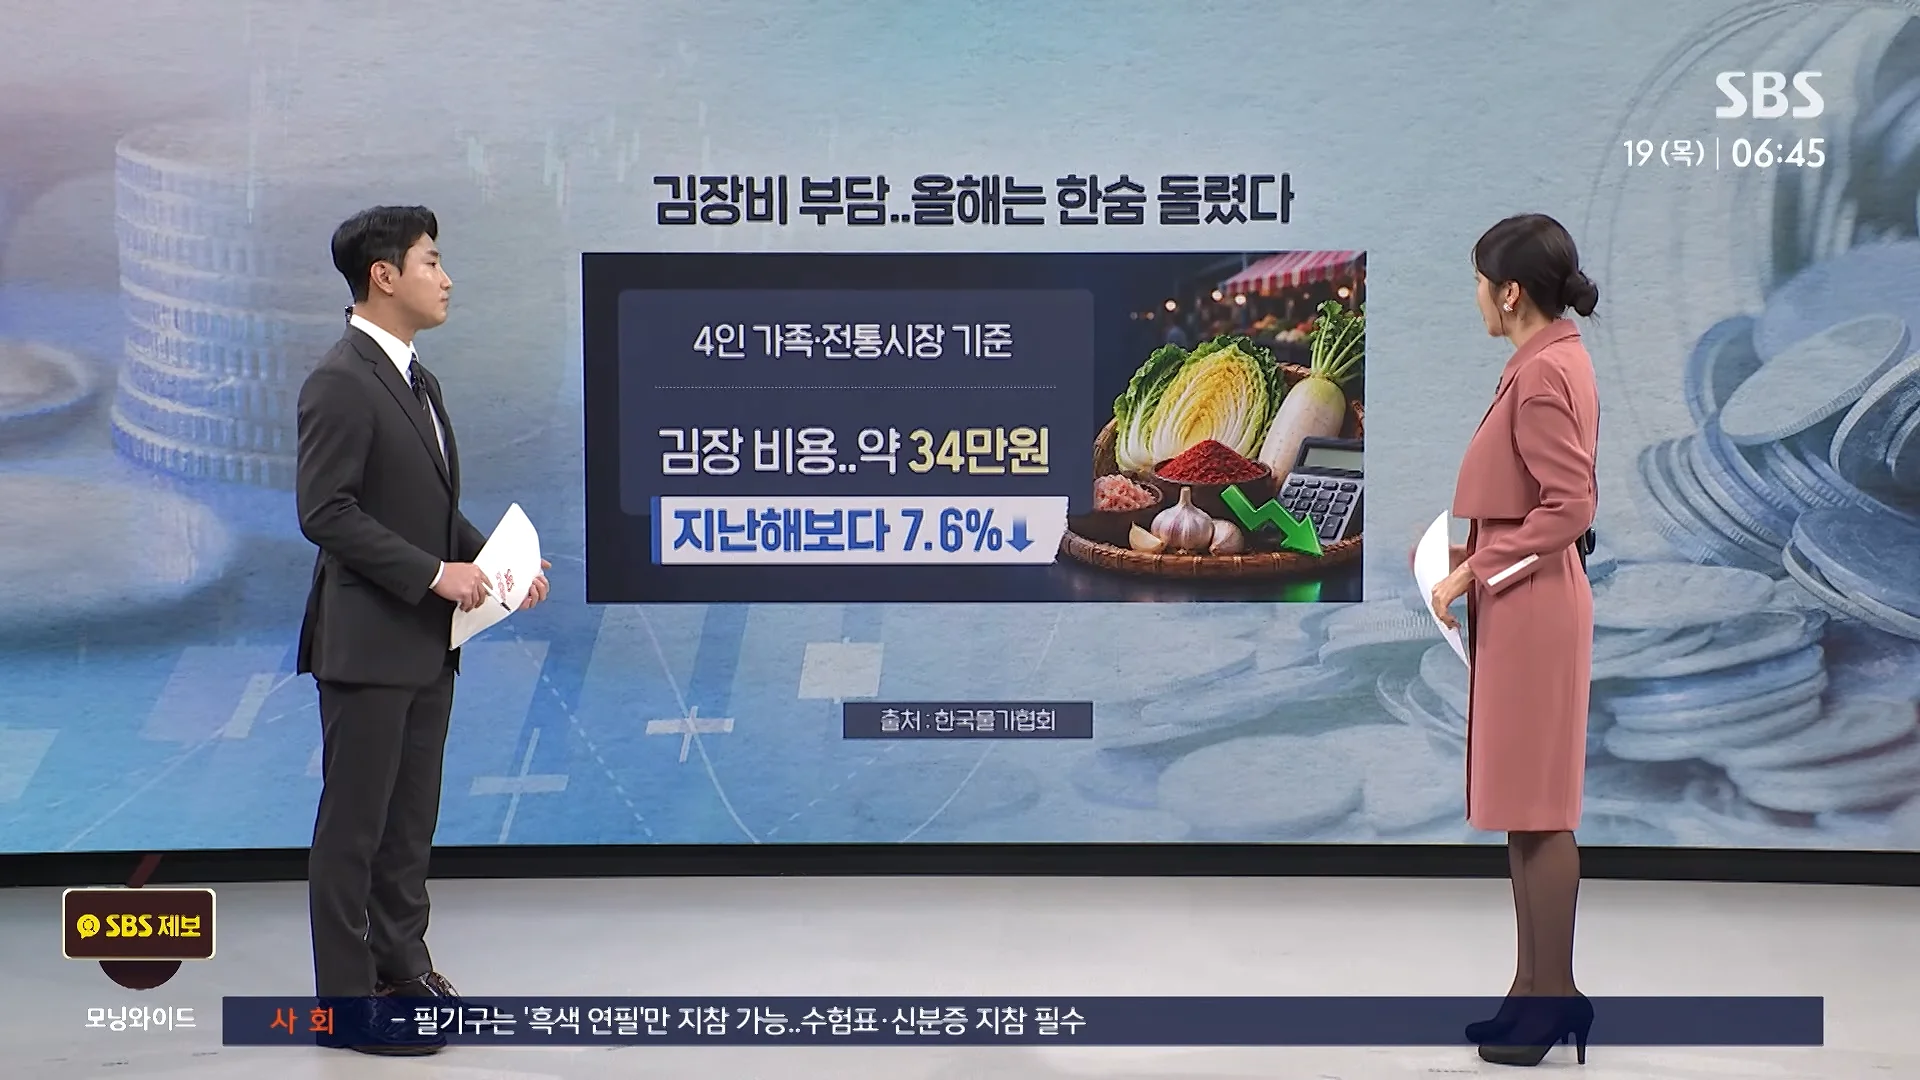 SBS
19 (목) | 06:45
김장비 부담..올해는 한숨 돌렸다
4인 가족·전통시장 기준
김장 비용..약 34만원
지난해보다 7.6%↓
출처 : 한국물가협회
SBS 제보
모닝와이드
사 회 - 필기구는 '흑색 연필'만 지참 가능..수험표·신분증 지참 필수